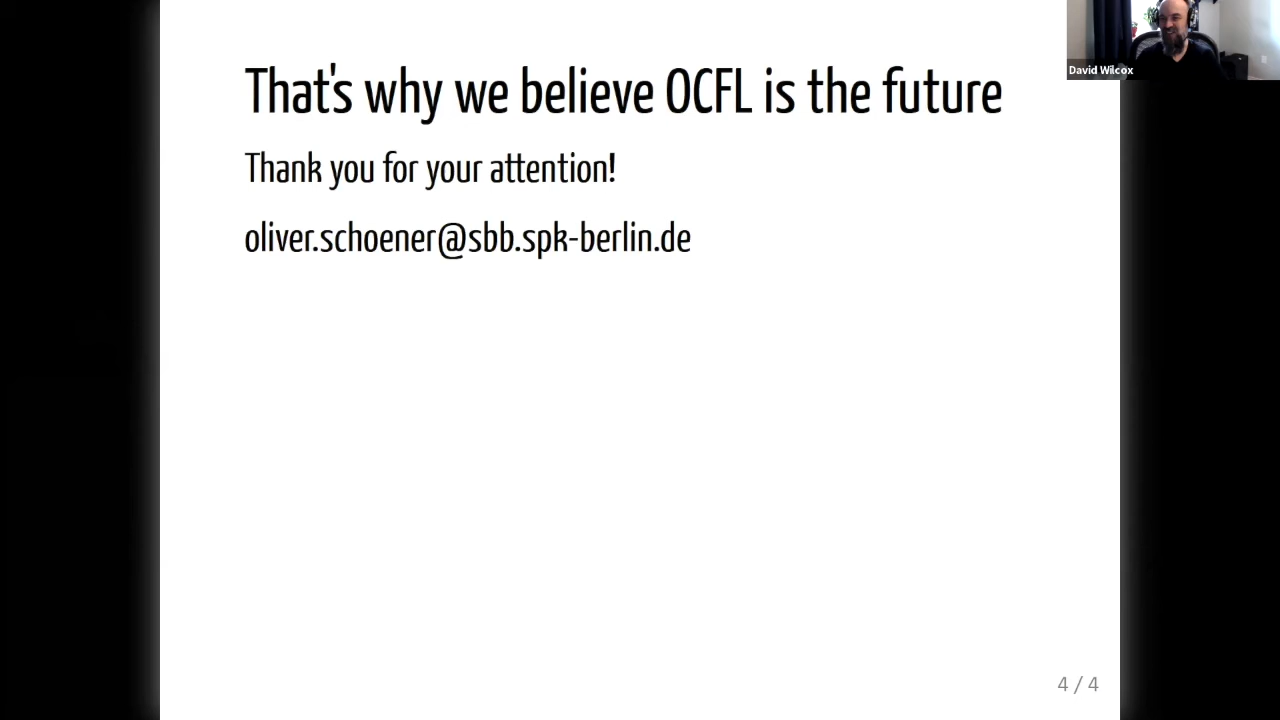 David Wilcox
That's why we believe OCFL is the future
Thank you for your attention!
oliver.schoener@sbb.spk-berlin.de
4 / 4